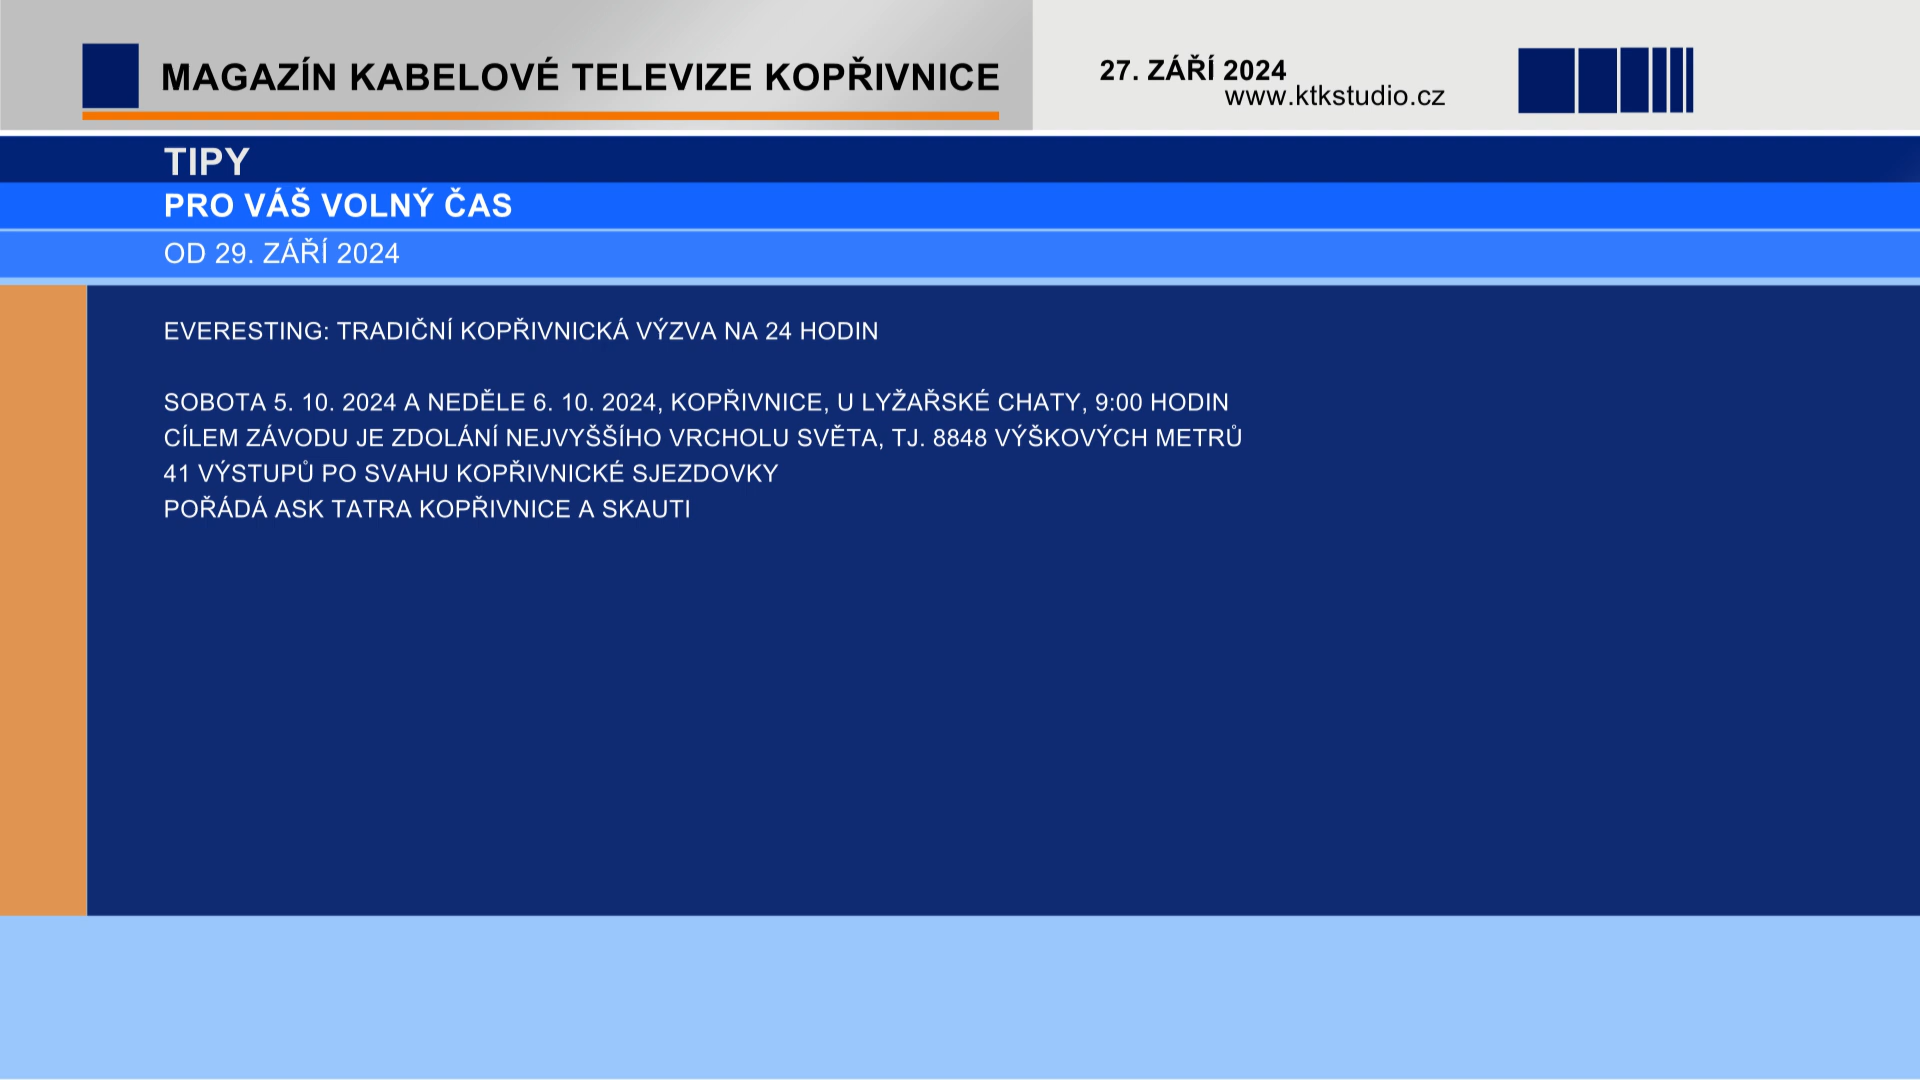 MAGAZÍN KABELOVÉ TELEVIZE KOPŘIVNICE
27. ZÁŘÍ 2024
www.ktkstudio.cz
TIPY
PRO VÁŠ VOLNÝ ČAS
OD 29. ZÁŘÍ 2024
EVERESTING: TRADIČNÍ KOPŘIVNICKÁ VÝZVA NA 24 HODIN
SOBOTA 5. 10. 2024 A NEDĚLE 6. 10. 2024, KOPŘIVNICE, U LYŽAŘSKÉ CHATY, 9:00 HODIN
CÍLEM ZÁVODU JE ZDOLÁNÍ NEJVYŠŠÍHO VRCHOLU SVĚTA, TJ. 8848 VÝŠKOVÝCH METRŮ
41 VÝSTUPŮ PO SVAHU KOPŘIVNICKÉ SJEZDOVKY
POŘÁDÁ ASK TATRA KOPŘIVNICE A SKAUTI